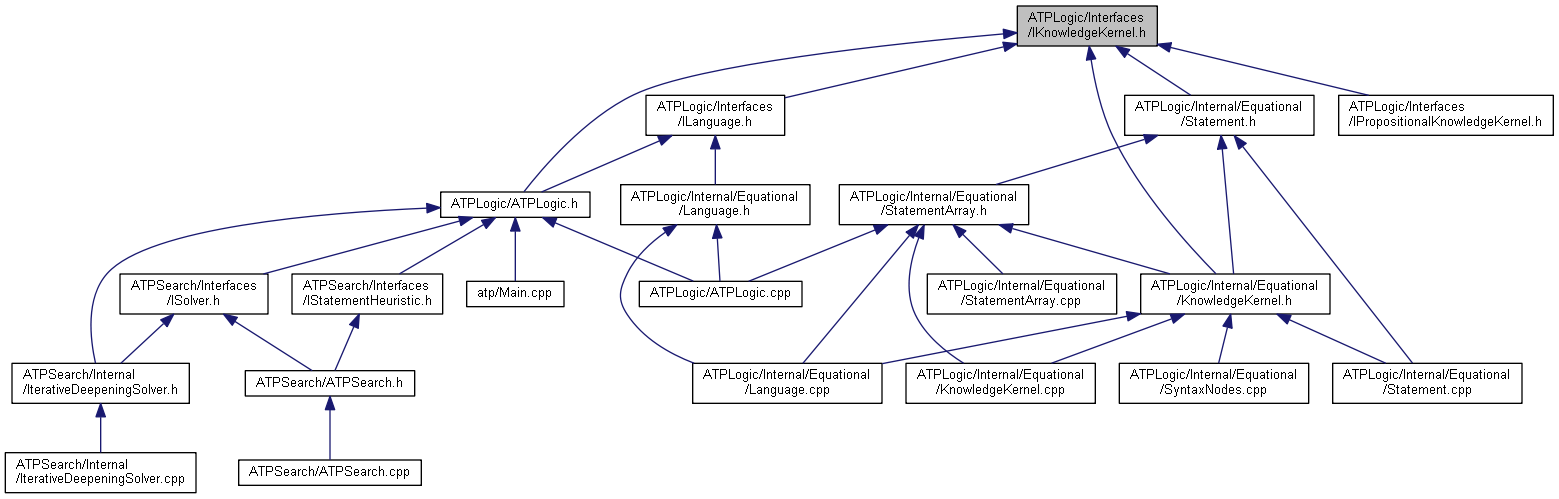 ATPLogic/Interfaces
/IKnowledgeKernel.h
ATPLogic/Interfaces
/ILanguage.h
ATPLogic/Internal/Equational
/Statement.h
ATPLogic/Interfaces
/IPropositionalKnowledgeKernel.h
ATPLogic/ATPLogic.h
ATPLogic/Internal/Equational
/Language.h
ATPLogic/Internal/Equational
/StatementArray.h
ATPSearch/Interfaces
/ISolver.h
ATPSearch/Interfaces
/IStatementHeuristic.h
atp/Main.cpp
ATPLogic/ATPLogic.cpp
ATPLogic/Internal/Equational
/StatementArray.cpp
ATPLogic/Internal/Equational
/KnowledgeKernel.h
ATPSearch/Internal
/IterativeDeepeningSolver.h
ATPSearch/ATPSearch.h
ATPLogic/Internal/Equational
/Language.cpp
ATPLogic/Internal/Equational
/KnowledgeKernel.cpp
ATPLogic/Internal/Equational
/SyntaxNodes.cpp
ATPLogic/Internal/Equational
/Statement.cpp
ATPSearch/Internal
/IterativeDeepeningSolver.cpp
ATPSearch/ATPSearch.cpp